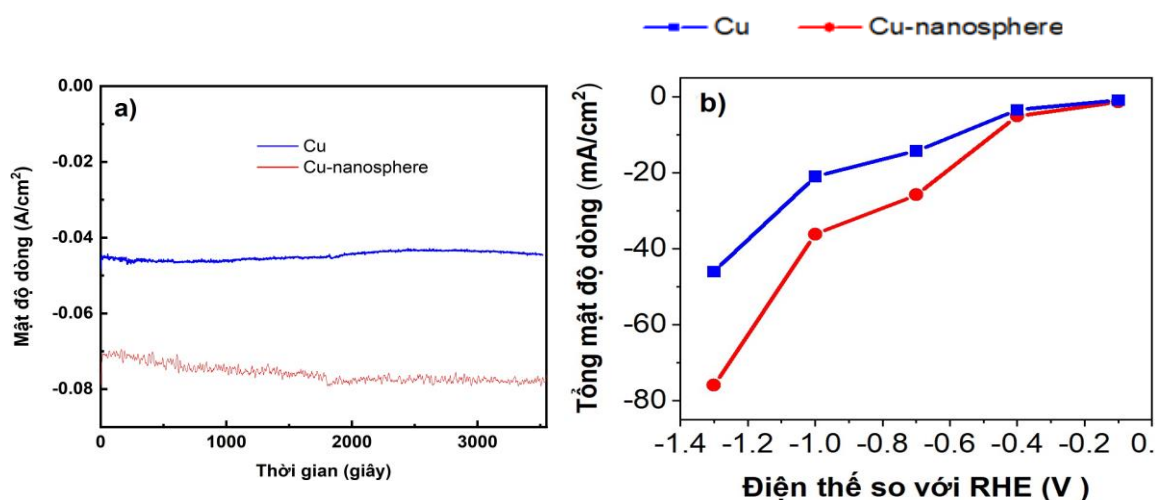 Cu
Cu-nanosphere
a)
Cu
Cu-nanosphere
Mật độ dòng (A/cm²)
0.00
-0.02
-0.04
-0.06
-0.08
0
1000
2000
3000
Thời gian (giây)
b)
Tổng mật độ dòng (mA/cm²)
0
-20
-40
-60
-80
-1.4 -1.2 -1.0 -0.8 -0.6 -0.4 -0.2 0.
Điện thế so với RHE (V )